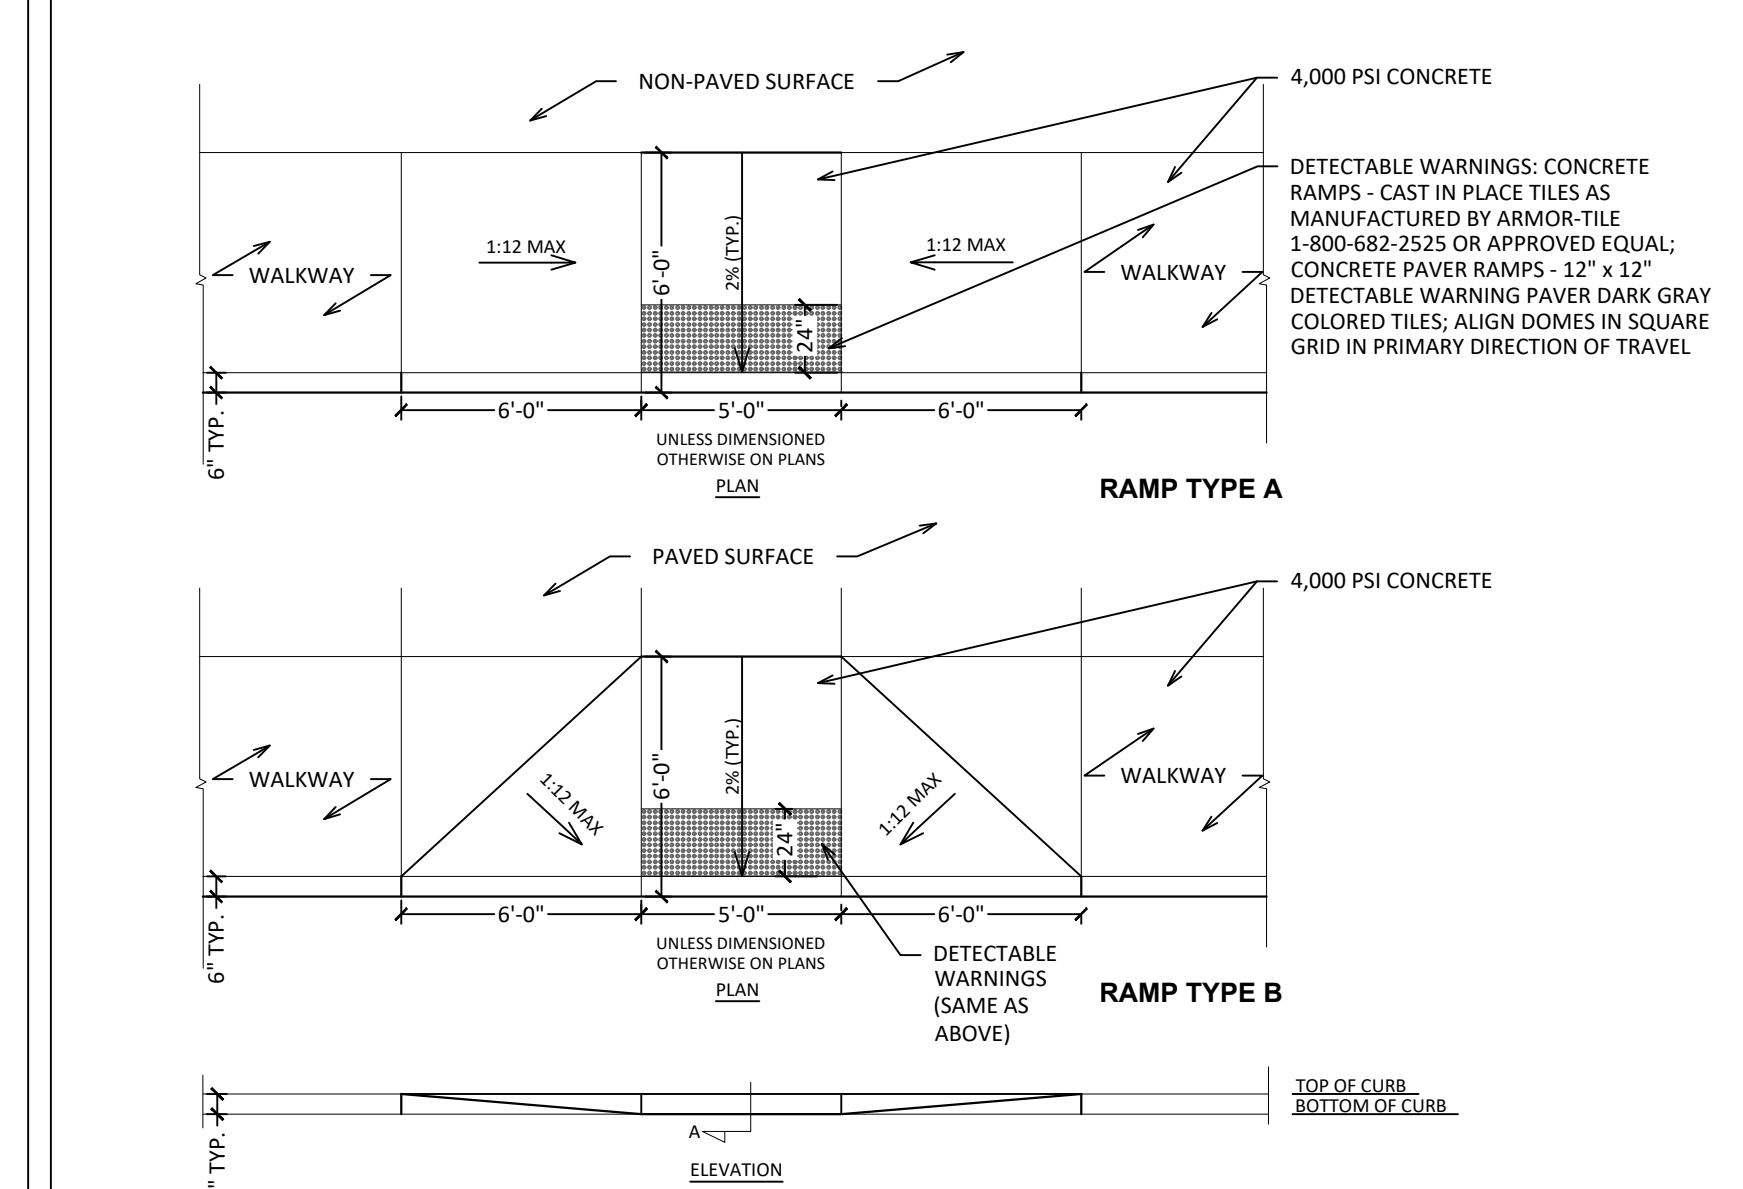 NON-PAVED SURFACE
4,000 PSI CONCRETE
DETECTABLE WARNINGS: CONCRETE
RAMPS - CAST IN PLACE TILES AS
MANUFACTURED BY ARMOR-TILE
1-800-682-2525 OR APPROVED EQUAL;
CONCRETE PAVER RAMPS - 12" x 12"
DETECTABLE WARNING PAVER DARK GRAY
COLORED TILES; ALIGN DOMES IN SQUARE
GRID IN PRIMARY DIRECTION OF TRAVEL
WALKWAY
1:12 MAX
6'-0"
2% (TYP.)
24"
1:12 MAX
WALKWAY
6" TYP.
6'-0"
5'-0"
6'-0"
UNLESS DIMENSIONED
OTHERWISE ON PLANS
PLAN
RAMP TYPE A
PAVED SURFACE
4,000 PSI CONCRETE
WALKWAY
1:12 MAX
6'-0"
2% (TYP.)
24"
1:12 MAX
WALKWAY
6" TYP.
6'-0"
5'-0"
6'-0"
UNLESS DIMENSIONED
OTHERWISE ON PLANS
PLAN
DETECTABLE
WARNINGS
(SAME AS
ABOVE)
RAMP TYPE B
TOP OF CURB
BOTTOM OF CURB
" TYP.
A
ELEVATION